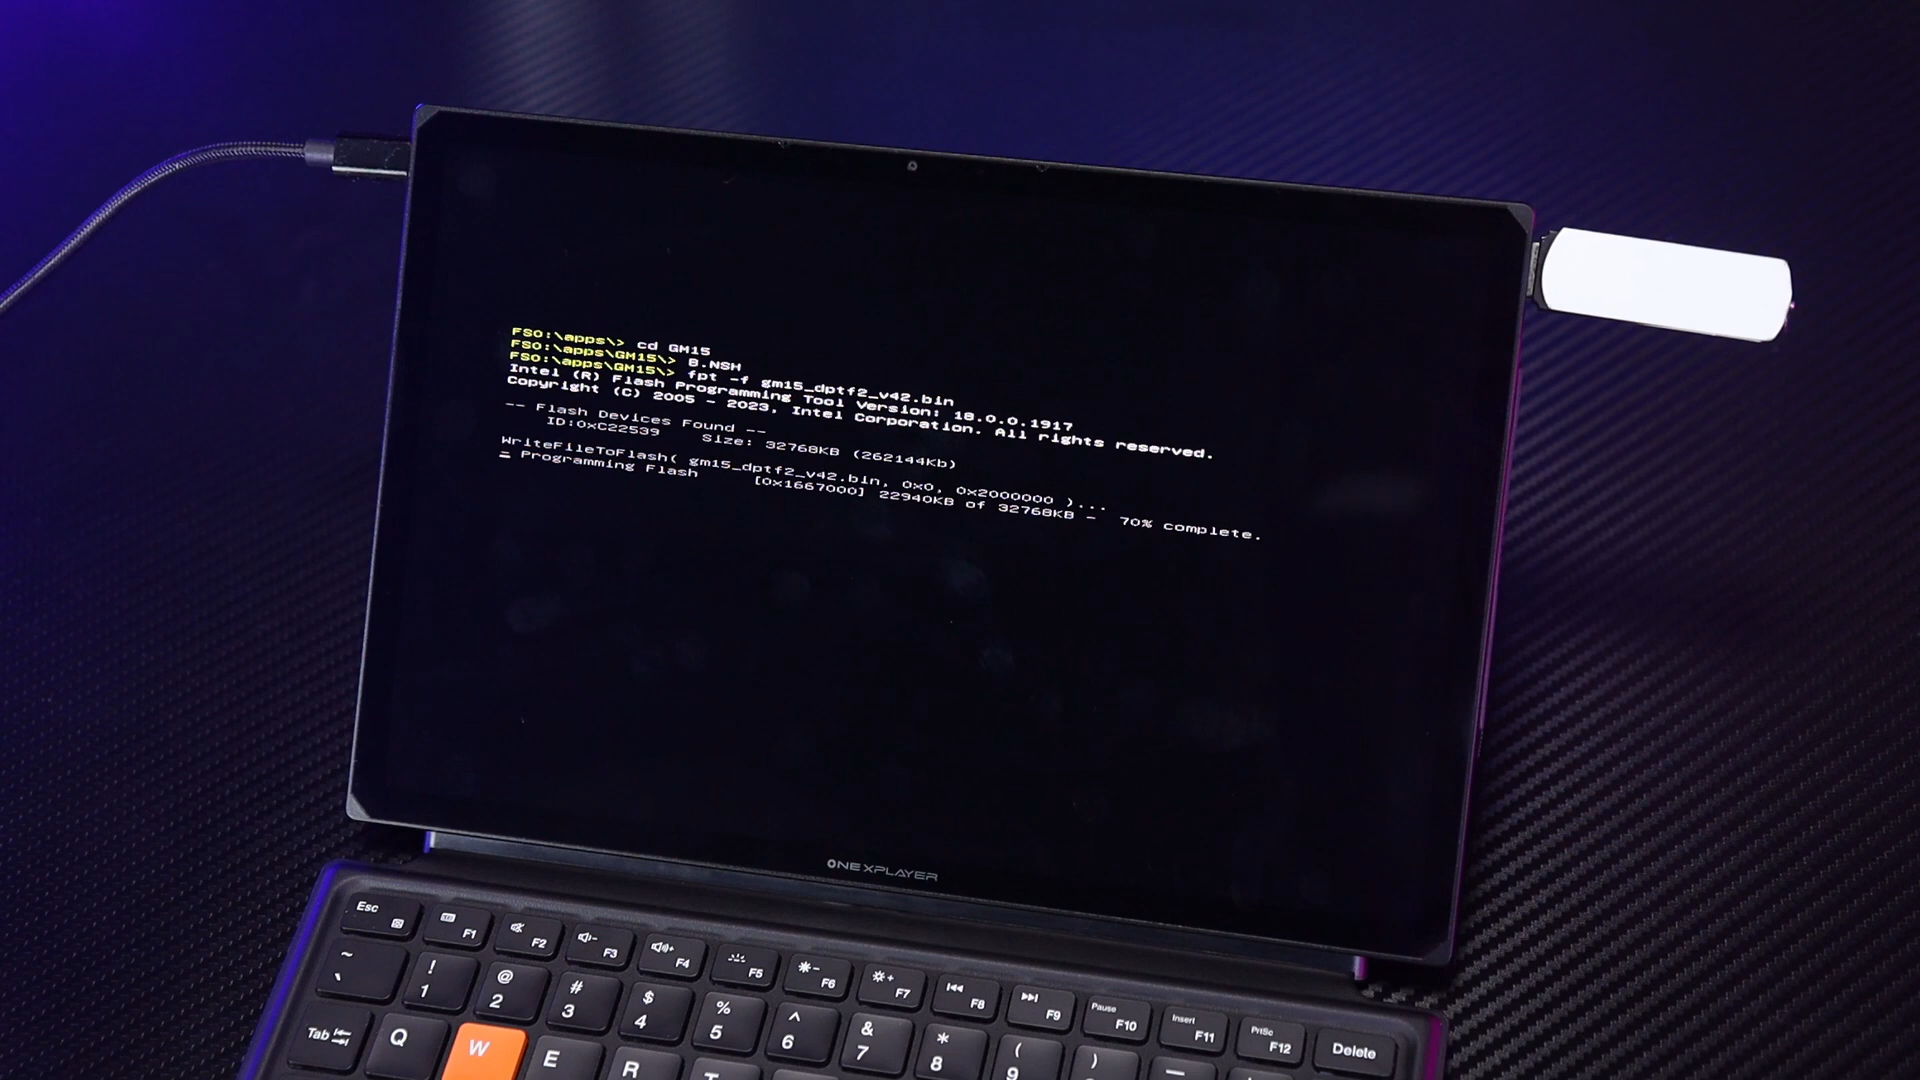 FS0:\apps\> cd GM15
FS0:\apps\GM15\> B.NSH
FS0:\apps\GM15\> fpt -f gm15_dptf2_v42.bin
Intel (R) Flash Programming Tool Version: 18.0.0.1917
Copyright (C) 2005 - 2023, Intel Corporation. All rights reserved.
-- Flash Devices Found --
ID:0xC22539 Size: 32768KB (262144Kb)
WriteFileToFlash( gm15_dptf2_v42.bin, 0x0, 0x2000000 )...
- Programming Flash [0x1667000] 22940KB of 32768KB - 70% complete.
ONEXPLAYER
Esc F1 F2 F3 F4 F5 F6 F7 F8 F9 Pause F10 Insert F11 PrtSc F12 Delete
~ ! @ # $ % ^ & * ( ) —
` 1 2 3 4 5 6 7 8 9
Tab Q W E R T